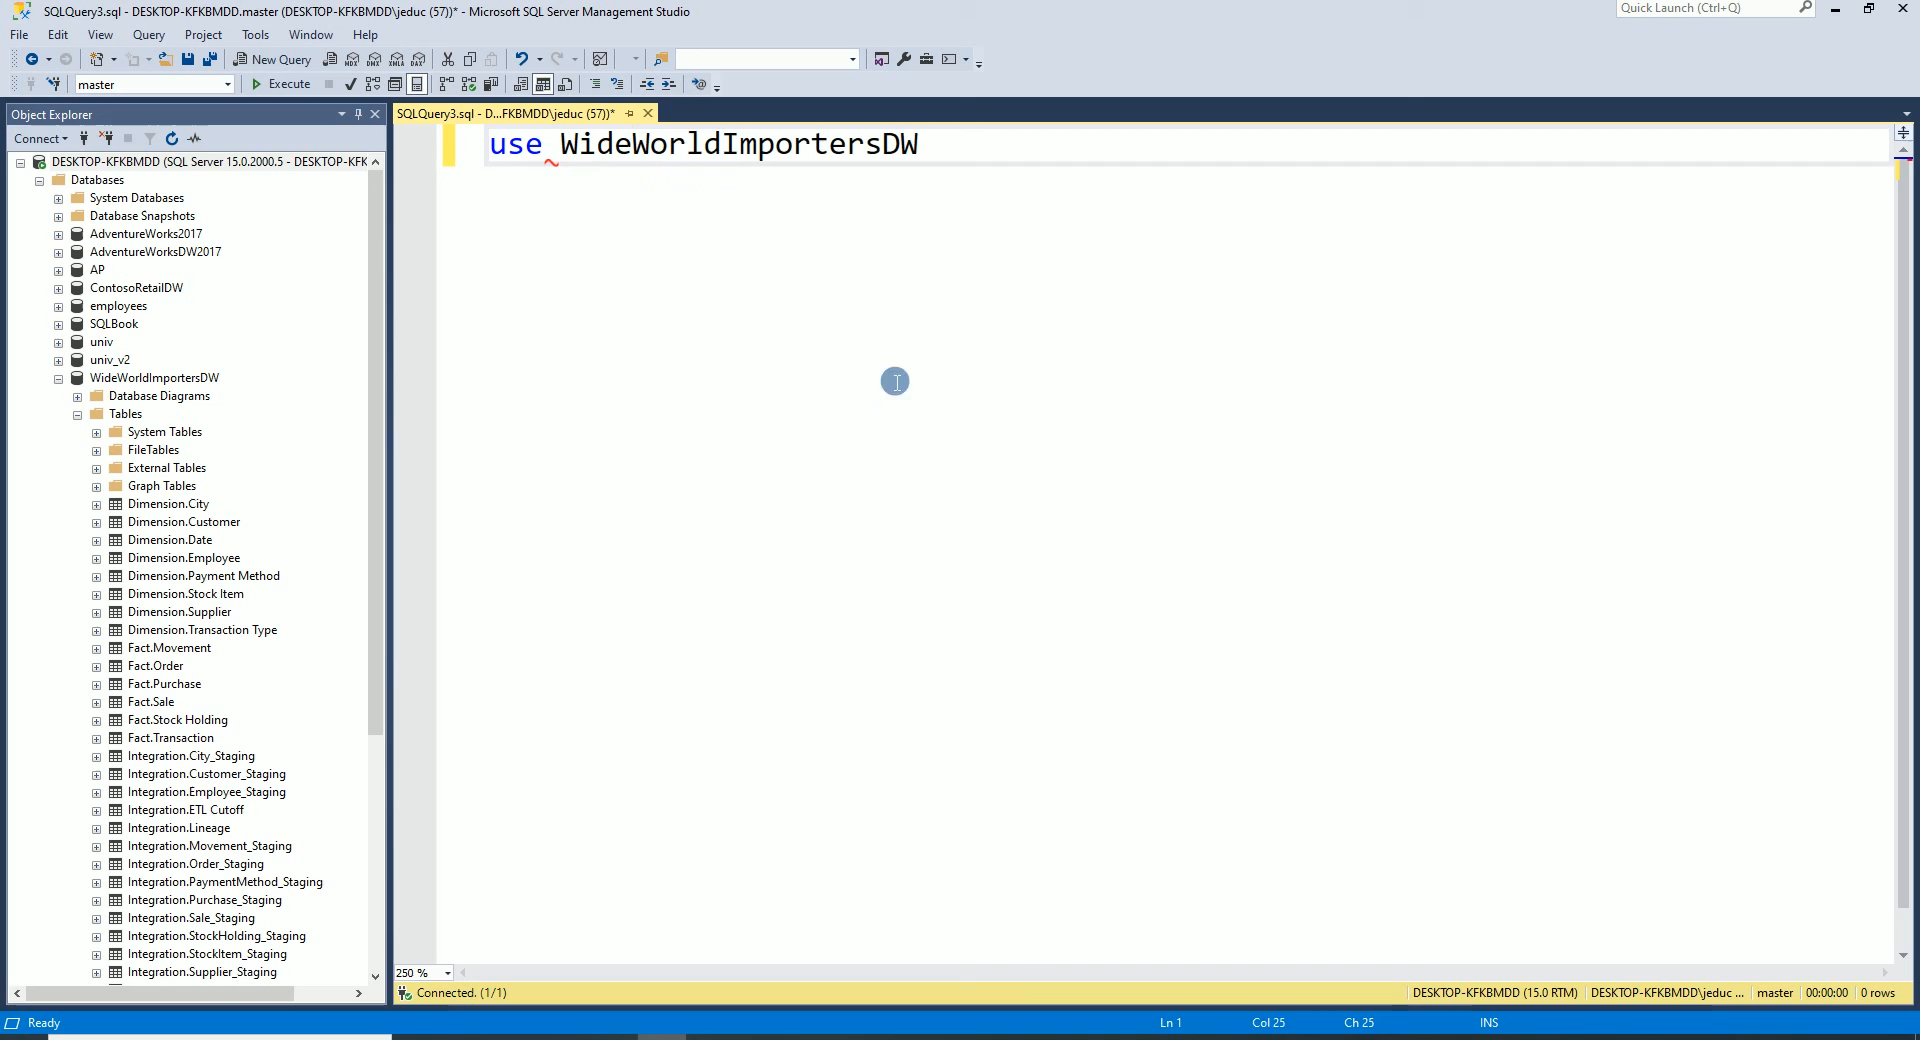 SQLQuery3.sql - DESKTOP-KFKBMDD.master (DESKTOP-KFKBMDD\jeduc (57))* - Microsoft SQL Server Management Studio
Quick Launch (Ctrl+Q)
File Edit View Query Project Tools Window Help
New Query
MDX DMX XMLA DAX
master
Execute
Object Explorer
SQLQuery3.sql - D...FKBMDD\jeduc (57))*
Connect
use WideWorldImportersDW
DESKTOP-KFKBMDD (SQL Server 15.0.2000.5 - DESKTOP-KFK
Databases
System Databases
Database Snapshots
AdventureWorks2017
AdventureWorksDW2017
AP
ContosoRetailDW
employees
SQLBook
univ
univ_v2
WideWorldImportersDW
Database Diagrams
Tables
System Tables
FileTables
External Tables
Graph Tables
Dimension.City
Dimension.Customer
Dimension.Date
Dimension.Employee
Dimension.Payment Method
Dimension.Stock Item
Dimension.Supplier
Dimension.Transaction Type
Fact.Movement
Fact.Order
Fact.Purchase
Fact.Sale
Fact.Stock Holding
Fact.Transaction
Integration.City_Staging
Integration.Customer_Staging
Integration.Employee_Staging
Integration.ETL Cutoff
Integration.Lineage
Integration.Movement_Staging
Integration.Order_Staging
Integration.PaymentMethod_Staging
Integration.Purchase_Staging
Integration.Sale_Staging
Integration.StockHolding_Staging
Integration.StockItem_Staging
Integration.Supplier_Staging
250 %
Connected. (1/1)
DESKTOP-KFKBMDD (15.0 RTM) DESKTOP-KFKBMDD\jeduc ... master 00:00:00 0 rows
Ready
Ln 1 Col 25 Ch 25 INS